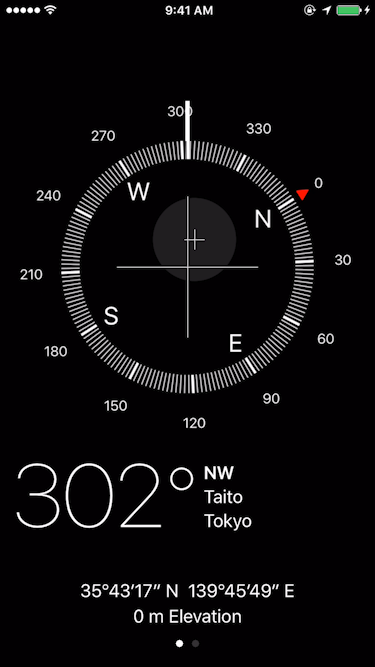 9:41 AM
300
270
330
240
0
W
N
210
30
S
E
180
60
150
90
120
302°
NW
Taito
Tokyo
35°43’17” N 139°45’49” E
0 m Elevation